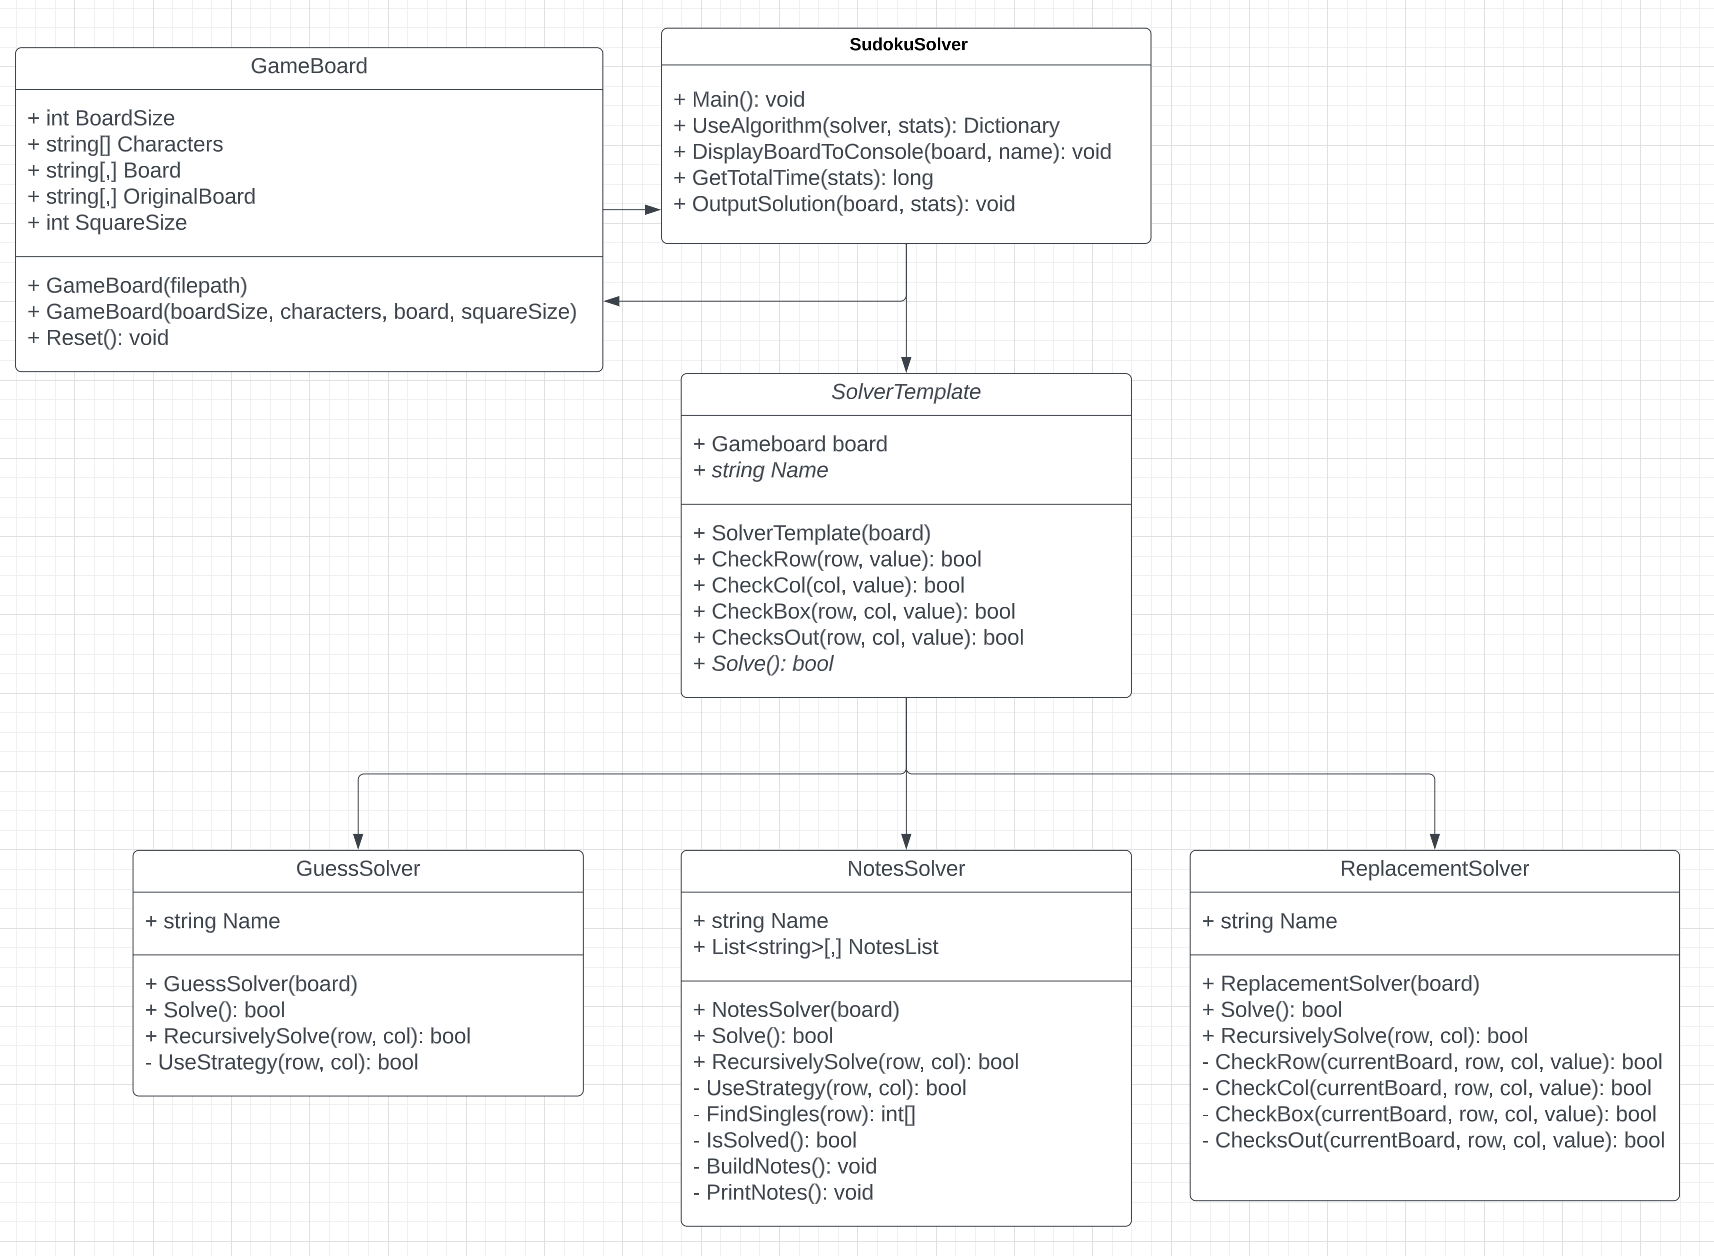 GameBoard
+ int BoardSize
+ string[] Characters
+ string[,] Board
+ string[,] OriginalBoard
+ int SquareSize
+ GameBoard(filepath)
+ GameBoard(boardSize, characters, board, squareSize)
+ Reset(): void
SudokuSolver
+ Main(): void
+ UseAlgorithm(solver, stats): Dictionary
+ DisplayBoardToConsole(board, name): void
+ GetTotalTime(stats): long
+ OutputSolution(board, stats): void
SolverTemplate
+ Gameboard board
+ string Name
+ SolverTemplate(board)
+ CheckRow(row, value): bool
+ CheckCol(col, value): bool
+ CheckBox(row, col, value): bool
+ ChecksOut(row, col, value): bool
+ Solve(): bool
GuessSolver
+ string Name
+ GuessSolver(board)
+ Solve(): bool
+ RecursivelySolve(row, col): bool
- UseStrategy(row, col): bool
NotesSolver
+ string Name
+ List<string>[,] NotesList
+ NotesSolver(board)
+ Solve(): bool
+ RecursivelySolve(row, col): bool
- UseStrategy(row, col): bool
- FindSingles(row): int[]
- IsSolved(): bool
- BuildNotes(): void
- PrintNotes(): void
ReplacementSolver
+ string Name
+ ReplacementSolver(board)
+ Solve(): bool
+ RecursivelySolve(row, col): bool
- CheckRow(currentBoard, row, col, value): bool
- CheckCol(currentBoard, row, col, value): bool
- CheckBox(currentBoard, row, col, value): bool
- ChecksOut(currentBoard, row, col, value): bool